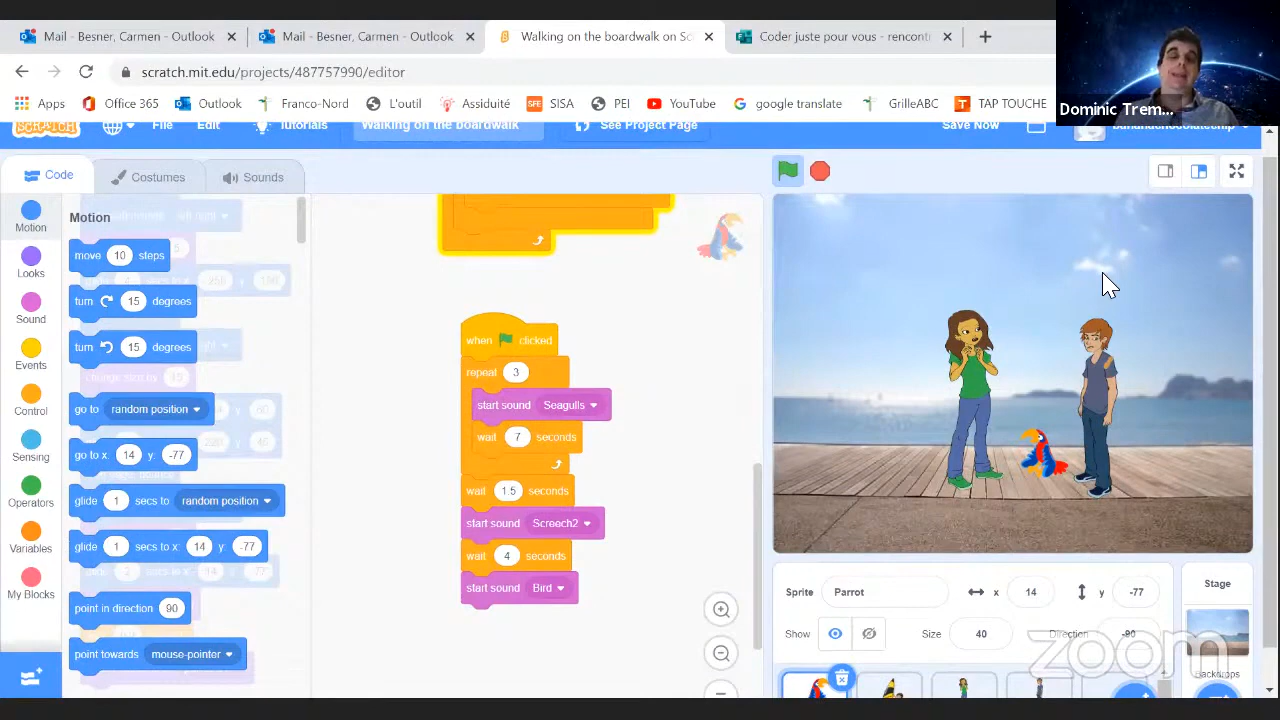 Mail - Besner, Carmen - Outlook
Mail - Besner, Carmen - Outlook
Walking on the boardwalk on Sc
Coder juste pour vous - rencontr
scratch.mit.edu/projects/487757990/editor
Apps
Office 365
Outlook
Franco-Nord
L'outil
Assiduité
SFE SISA
PEI
YouTube
google translate
GrilleABC
T TAP TOUCHE
Dominic Trem...
SCRATCH
File
Edit
Tutorials
Walking on the boardwalk
See Project Page
Save Now
bananachocolatechip
Code
Costumes
Sounds
Motion
Looks
Sound
Events
Control
Sensing
Operators
Variables
My Blocks
Motion
move 10 steps
turn 15 degrees
turn 15 degrees
go to random position
go to x: 14 y: -77
glide 1 secs to random position
glide 1 secs to x: 14 y: -77
point in direction 90
point towards mouse-pointer
when clicked
repeat 3
start sound Seagulls
wait 7 seconds
wait 1.5 seconds
start sound Screech2
wait 4 seconds
start sound Bird
Sprite Parrot x 14 y -77
Show Size 40 Direction -90
Stage
Backdrops
zoom